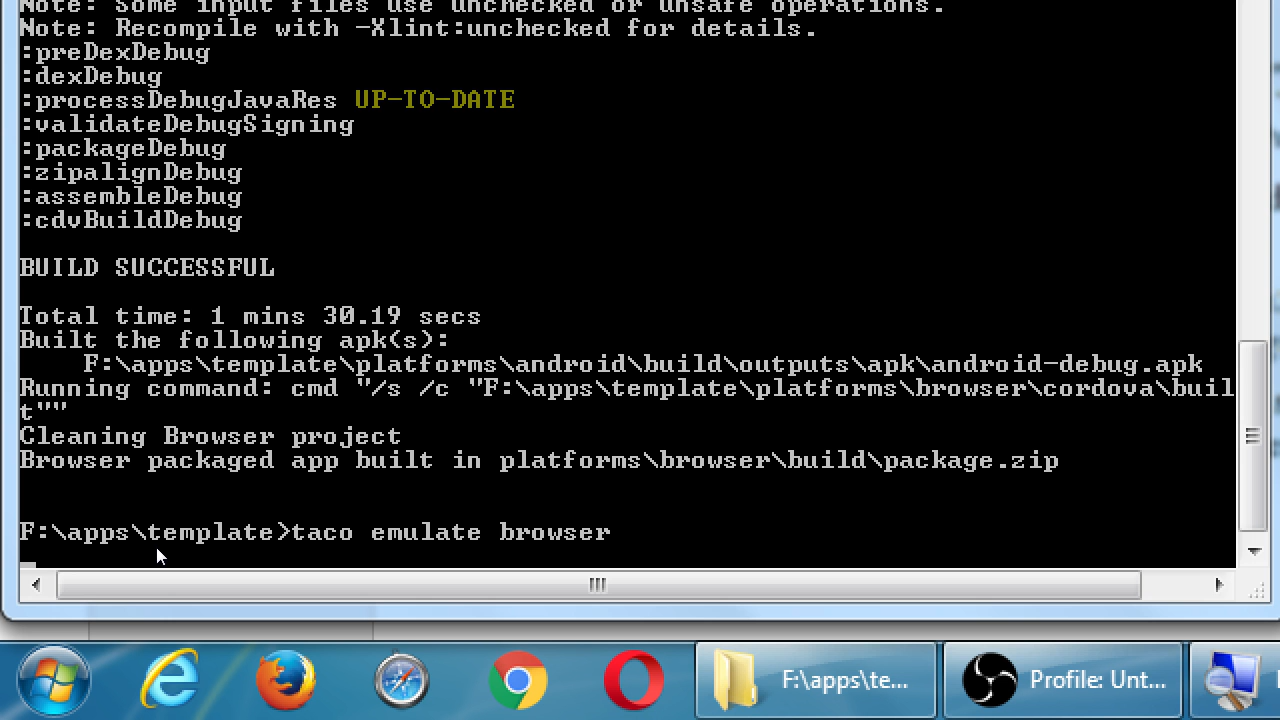 Note: Some input files use unchecked or unsafe operations.
Note: Recompile with -Xlint:unchecked for details.
:preDexDebug
:dexDebug
:processDebugJavaRes UP-TO-DATE
:validateDebugSigning
:packageDebug
:zipalignDebug
:assembleDebug
:cdvBuildDebug
BUILD SUCCESSFUL
Total time: 1 mins 30.19 secs
Built the following apk(s):
F:\apps\template\platforms\android\build\outputs\apk\android-debug.apk
Running command: cmd "/s /c "F:\apps\template\platforms\browser\cordova\buil
t""
Cleaning Browser project
Browser packaged app built in platforms\browser\build\package.zip
F:\apps\template>taco emulate browser
F:\apps\te...
Profile: Unt...